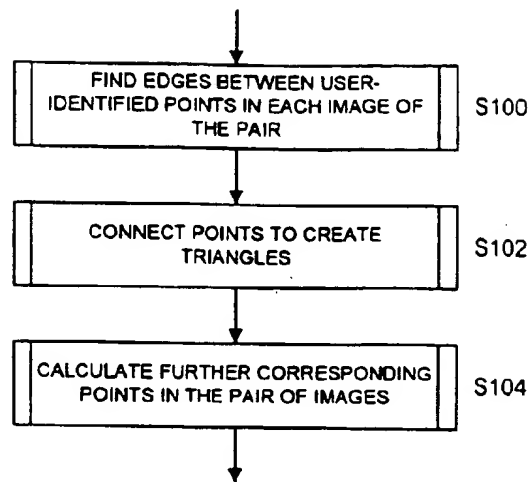 FIND EDGES BETWEEN USER-
IDENTIFIED POINTS IN EACH IMAGE OF
THE PAIR
S100
CONNECT POINTS TO CREATE
TRIANGLES
S102
CALCULATE FURTHER CORRESPONDING
POINTS IN THE PAIR OF IMAGES
S104